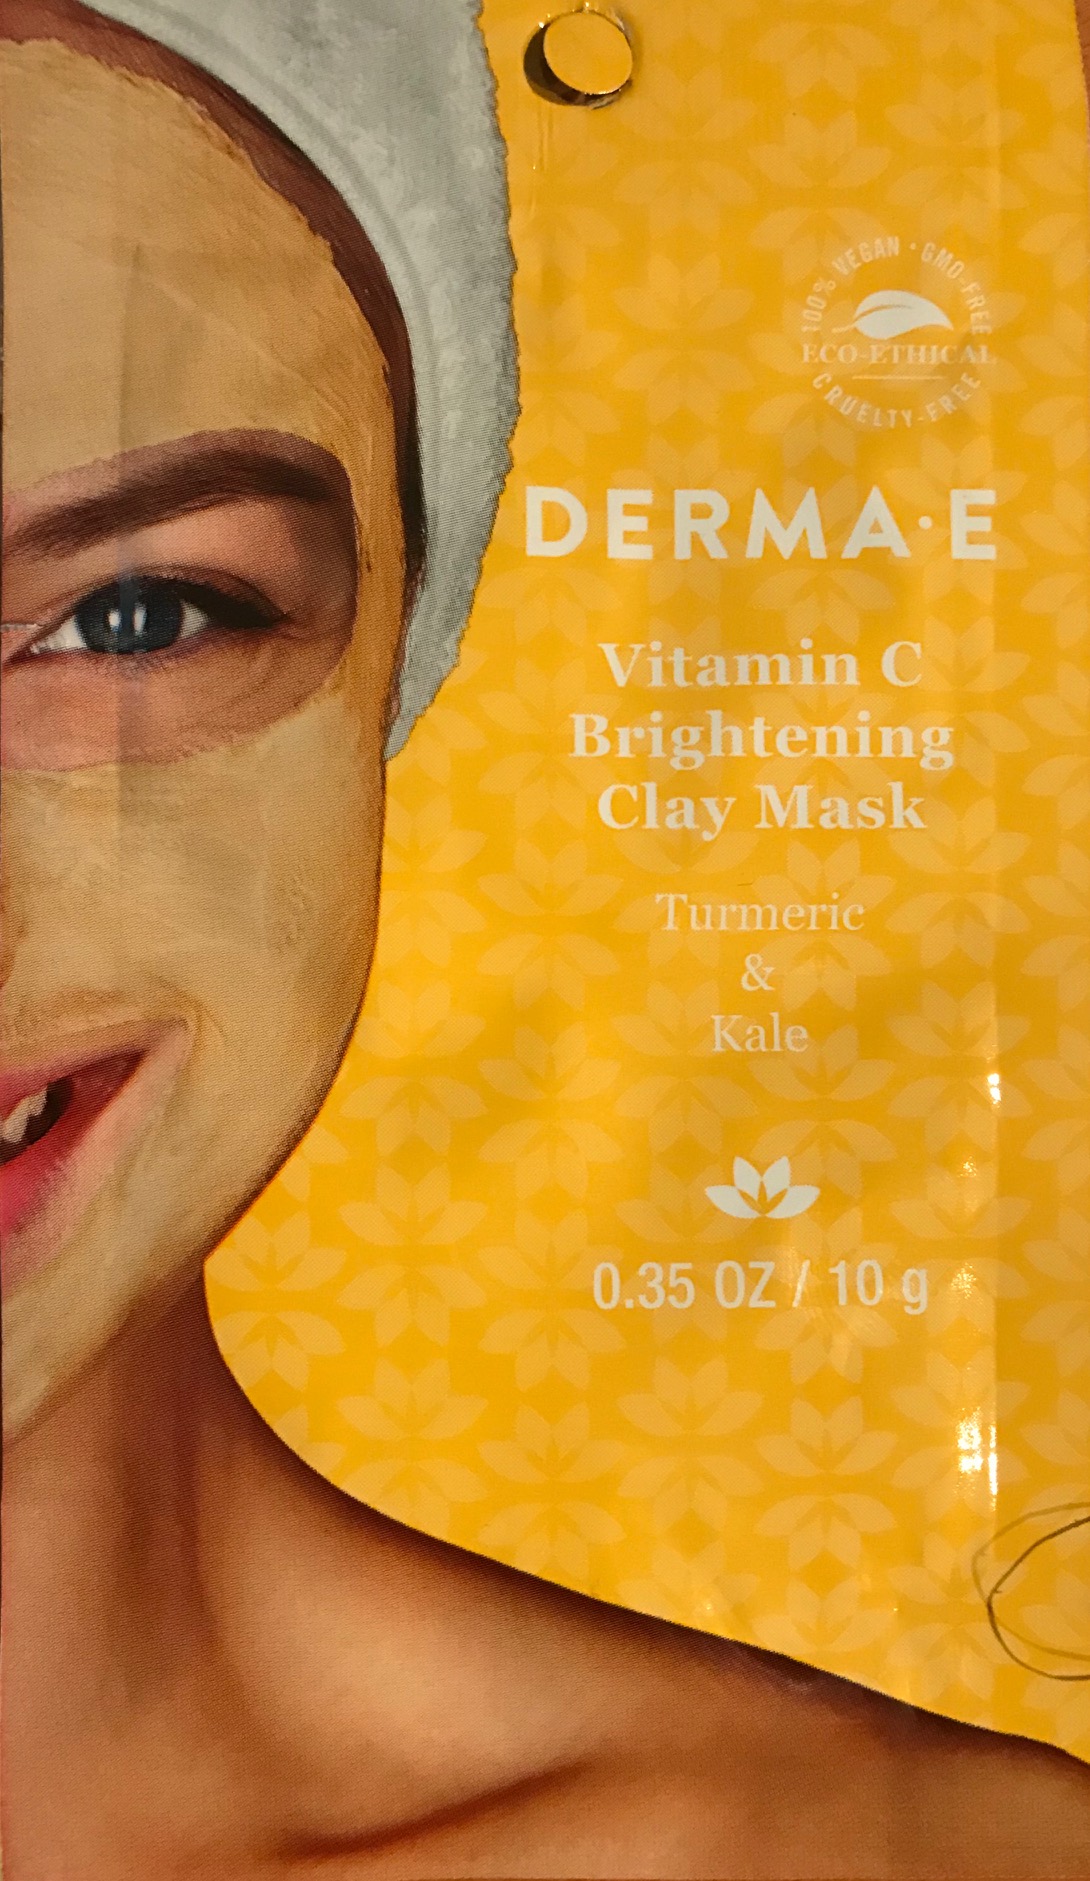 100% VEGAN • GMO-FREE
ECO-ETHICAL
CRUELTY-FREE
DERMA•E
Vitamin C
Brightening
Clay Mask
Turmeric
&
Kale
0.35 OZ / 10 g